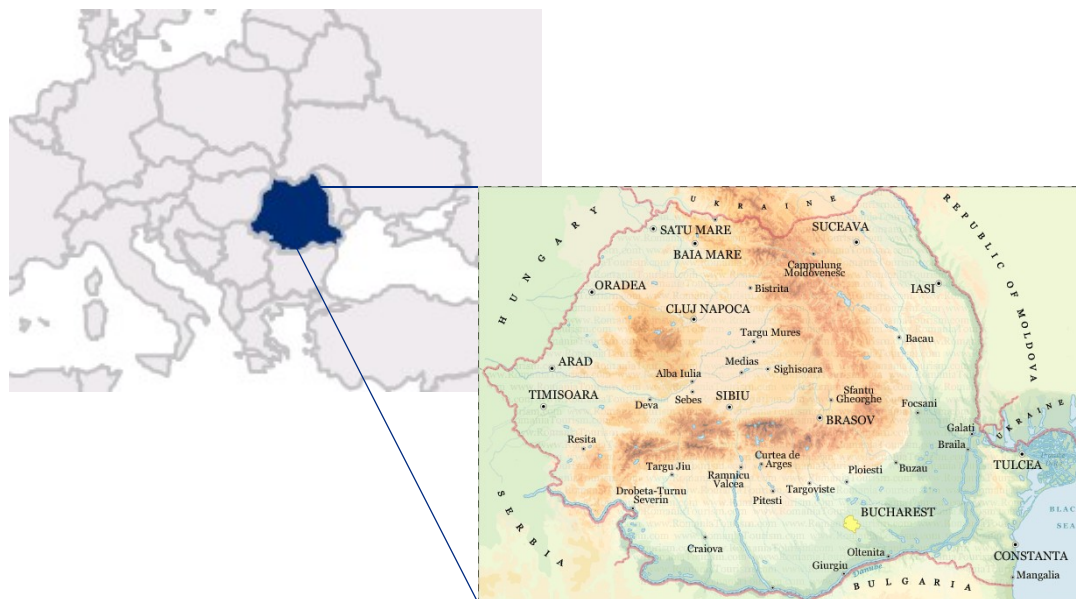 UKRAINE
HUNGARY
REPUBLIC OF MOLDOVA
SATU MARE
SUCEAVA
BAIA MARE
Campulung
Moldovenesc
ORADEA
Bistrita
IASI
CLUJ NAPOCA
Targu Mures
Bacau
ARAD
Medias
Sighisoara
Alba Iulia
TIMISOARA
Deva
Sebes
SIBIU
Sfantu
Gheorghe
Focsani
UKRAINE
BRASOV
Galati
Resita
Braila
Curtea de
Arges
TULCEA
Targu Jiu
Ramnicu
Valcea
Ploiesti
Buzau
Drobeta-Turnu
Severin
Pitesti
Targoviste
SERBIA
BUCHAREST
BLAC
SEA
Craiova
Oltenita
CONSTANTA
Giurgiu
Danube
BULGARIA
Mangalia